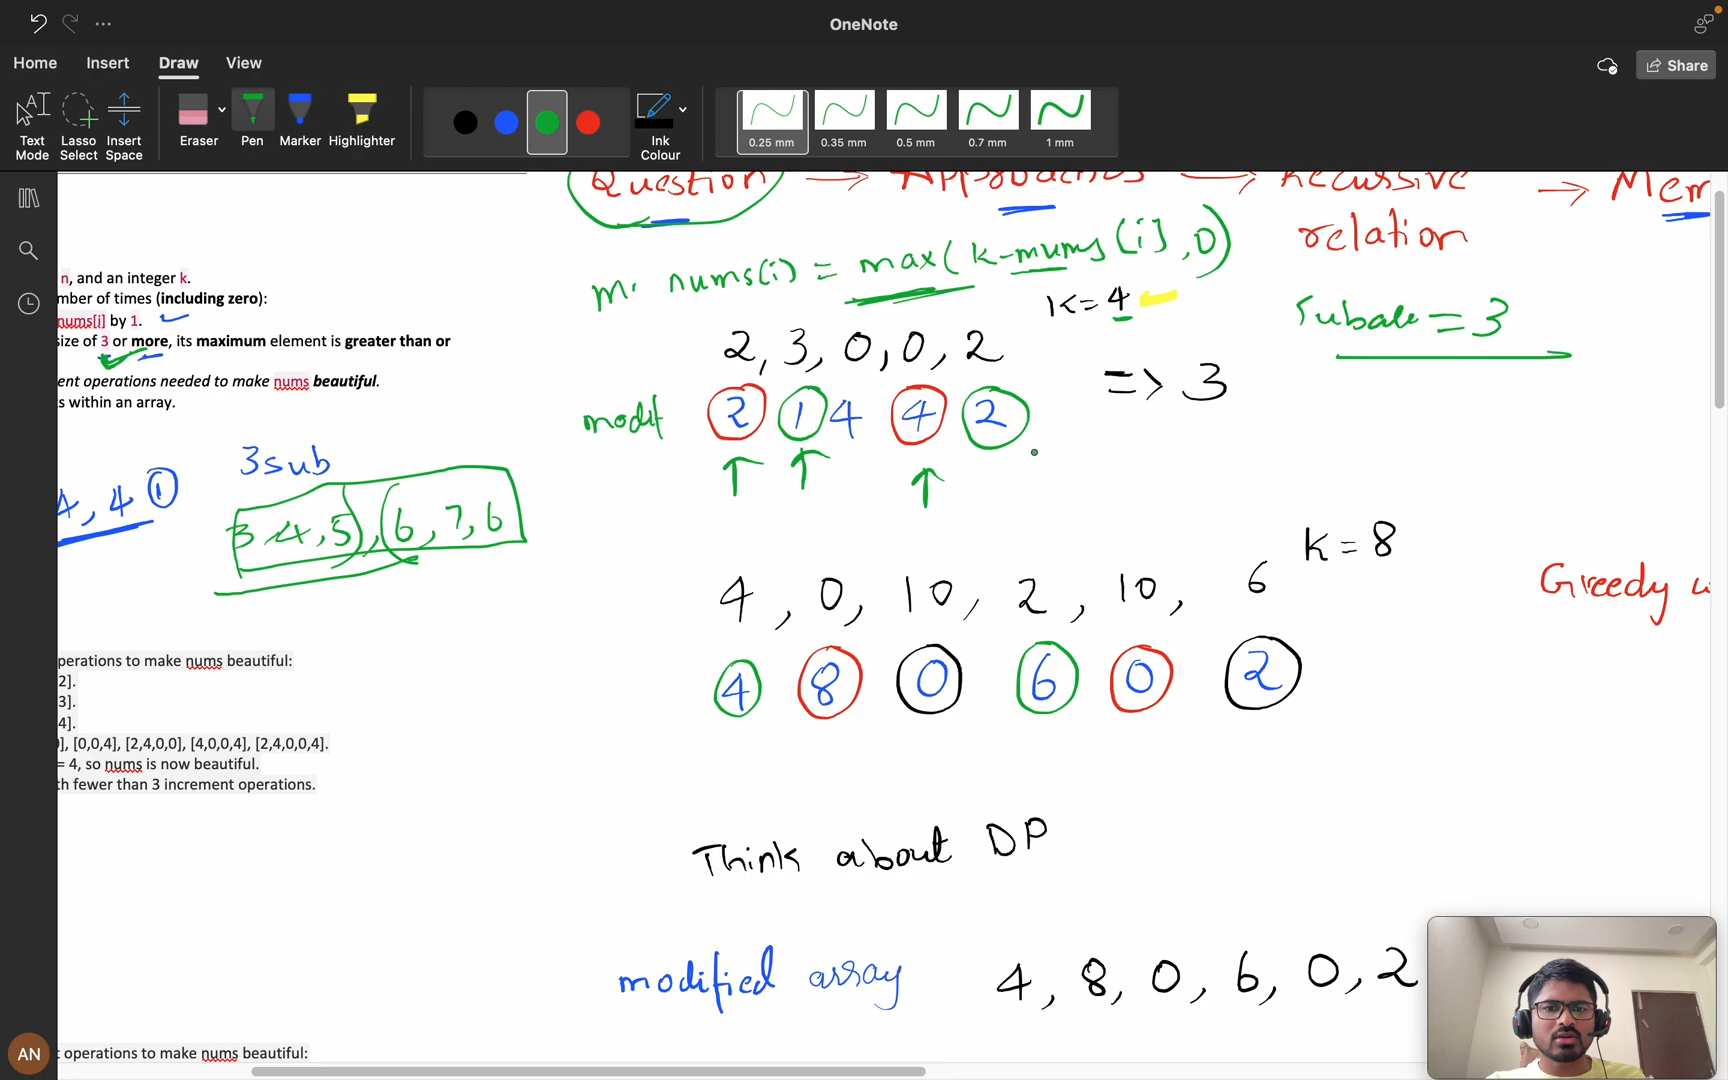 OneNote
Home Insert Draw View
Share
Text Mode
Lasso Select
Insert Space
Eraser
Pen
Marker
Highlighter
Ink Colour
0.25 mm
0.35 mm
0.5 mm
0.7 mm
1 mm
Question → Approaches → Recursive relation → Mem
n, and an integer k.
mber of times (including zero):
nums[i] by 1.
size of 3 or more, its maximum element is greater than or
ent operations needed to make nums beautiful.
s within an array.
nums(i) = max(k-nums[i], 0)
K=4
2, 3, 0, 0, 2
=> 3
= 3
modif 2 1 4 4 2
4, 4 1
3sub
3 4, 5), (6, 7, 6
K = 8
4, 0, 10, 2, 10, 6
Greedy
4 8 0 6 0 2
perations to make nums beautiful:
2].
3].
4].
0], [0,0,4], [2,4,0,0], [4,0,0,4], [2,4,0,0,4].
= 4, so nums is now beautiful.
th fewer than 3 increment operations.
Think about DP
modified array 4, 8, 0, 6, 0, 2
t operations to make nums beautiful:
AN